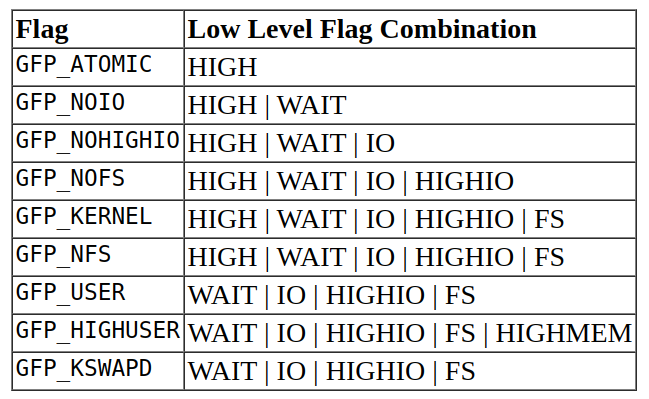 Flag Low Level Flag Combination
GFP_ATOMIC HIGH
GFP_NOIO HIGH | WAIT
GFP_NOHIGHIO HIGH | WAIT | IO
GFP_NOFS HIGH | WAIT | IO | HIGHIO
GFP_KERNEL HIGH | WAIT | IO | HIGHIO | FS
GFP_NFS HIGH | WAIT | IO | HIGHIO | FS
GFP_USER WAIT | IO | HIGHIO | FS
GFP_HIGHUSER WAIT | IO | HIGHIO | FS | HIGHMEM
GFP_KSWAPD WAIT | IO | HIGHIO | FS